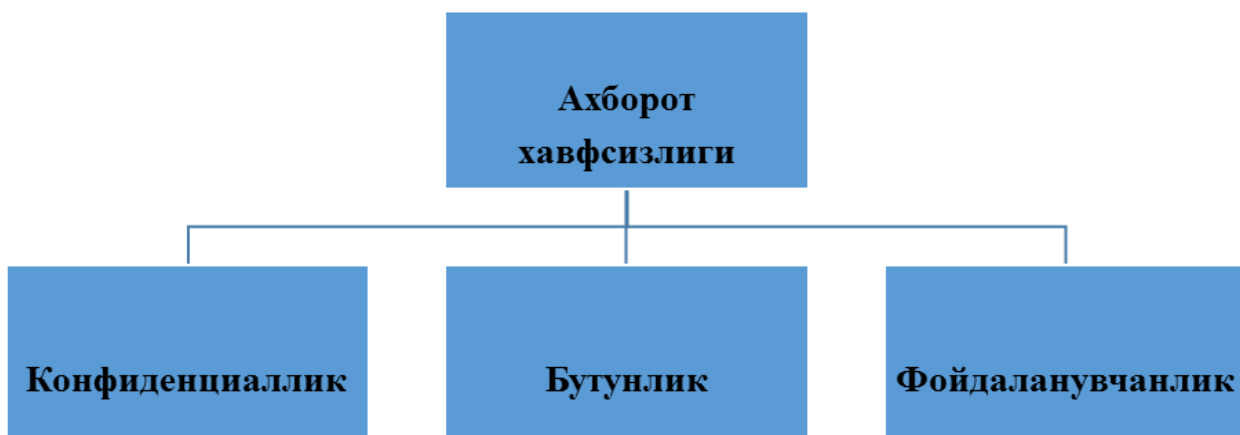 Ахборот
хавфсизлиги
Конфиденциаллик
Бутунлик
Фойдаланувчанлик